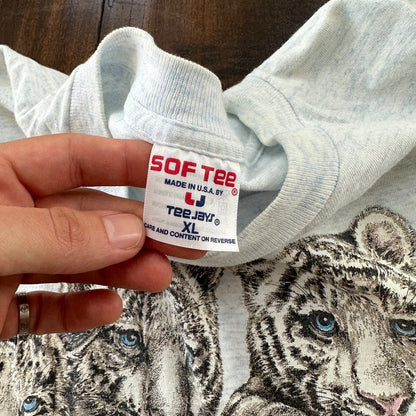 SOF TEE®
MADE IN U.S.A. BY
TEE JAYS®
XL
CARE AND CONTENT ON REVERSE